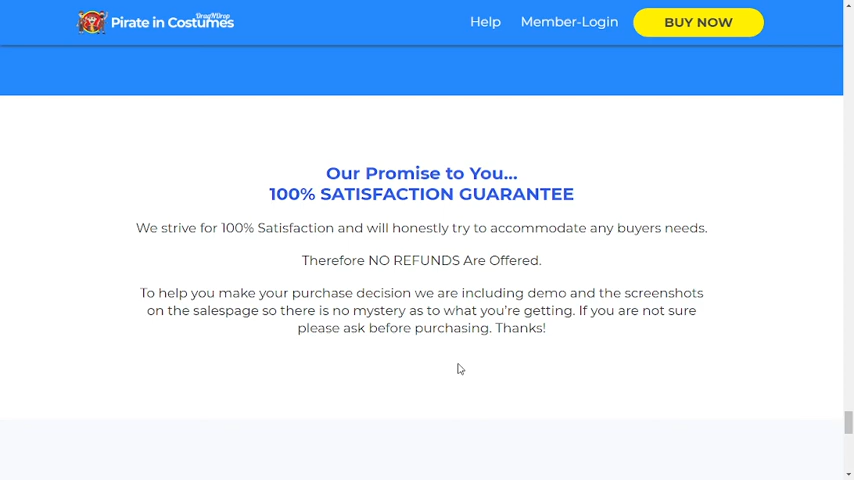 Drag'N'Drop
Pirate in Costumes
Help
Member-Login
BUY NOW
Our Promise to You...
100% SATISFACTION GUARANTEE
We strive for 100% Satisfaction and will honestly try to accommodate any buyers needs.
Therefore NO REFUNDS Are Offered.
To help you make your purchase decision we are including demo and the screenshots
on the salespage so there is no mystery as to what you're getting. If you are not sure
please ask before purchasing. Thanks!